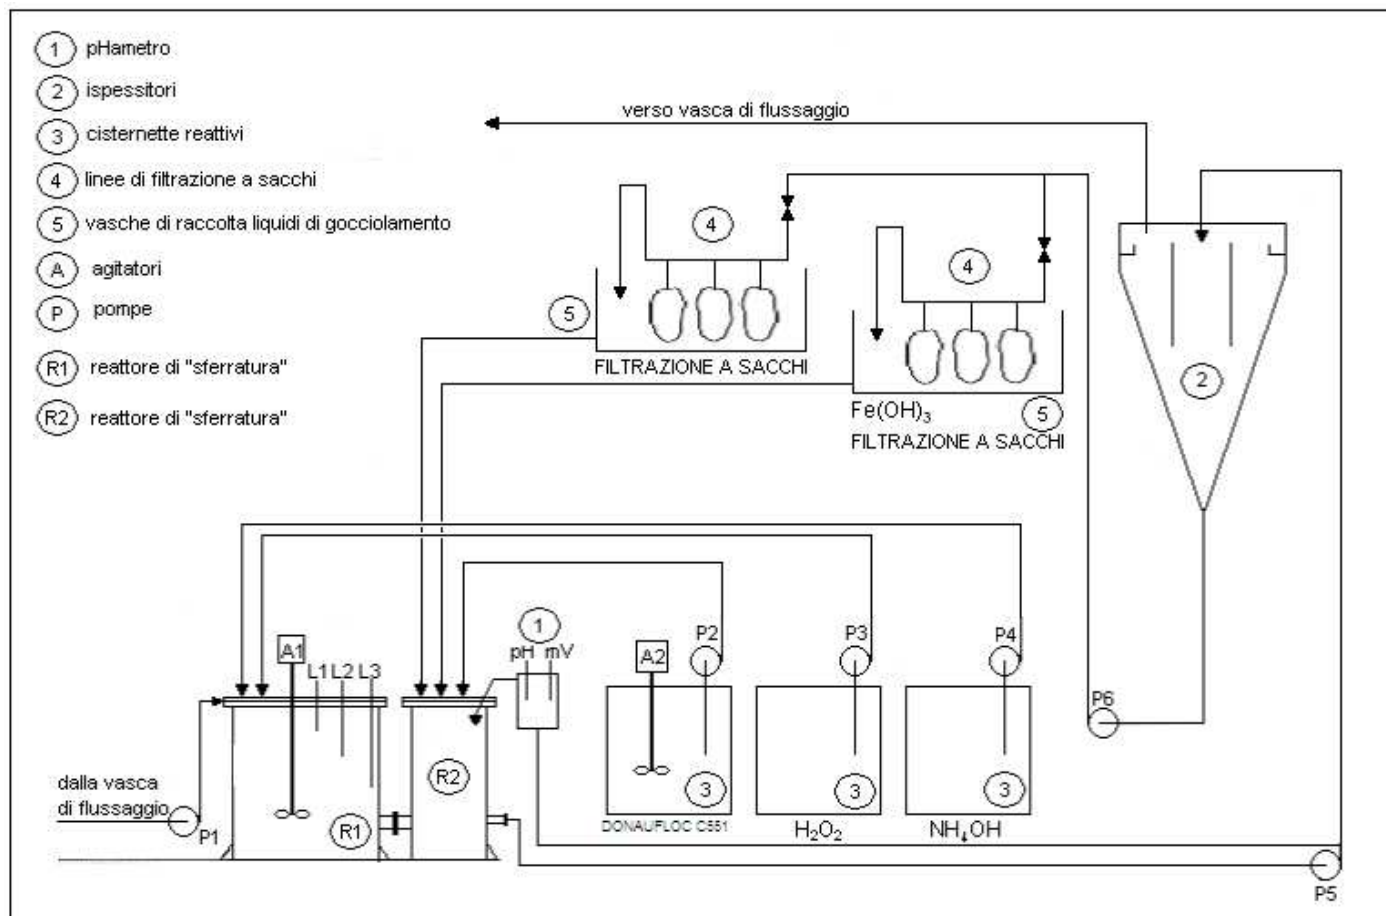 1 pHametro
2 ispessitori
3 cisternette reattivi
4 linee di filtrazione a sacchi
5 vasche di raccolta liquidi di gocciolamento
A agitatori
P pompe
R1 reattore di "sferratura"
R2 reattore di "sferratura"
verso vasca di flussaggio
4
4
5
FILTRAZIONE A SACCHI
2
Fe(OH)₃
5
FILTRAZIONE A SACCHI
1
pH mV
A1
L1 L2 L3
A2
P2
P3
P4
P6
R2
dalla vasca
di flussaggio
P1
R1
3
3
3
DONAUFLOC C551
H₂O₂
NH₄OH
P5